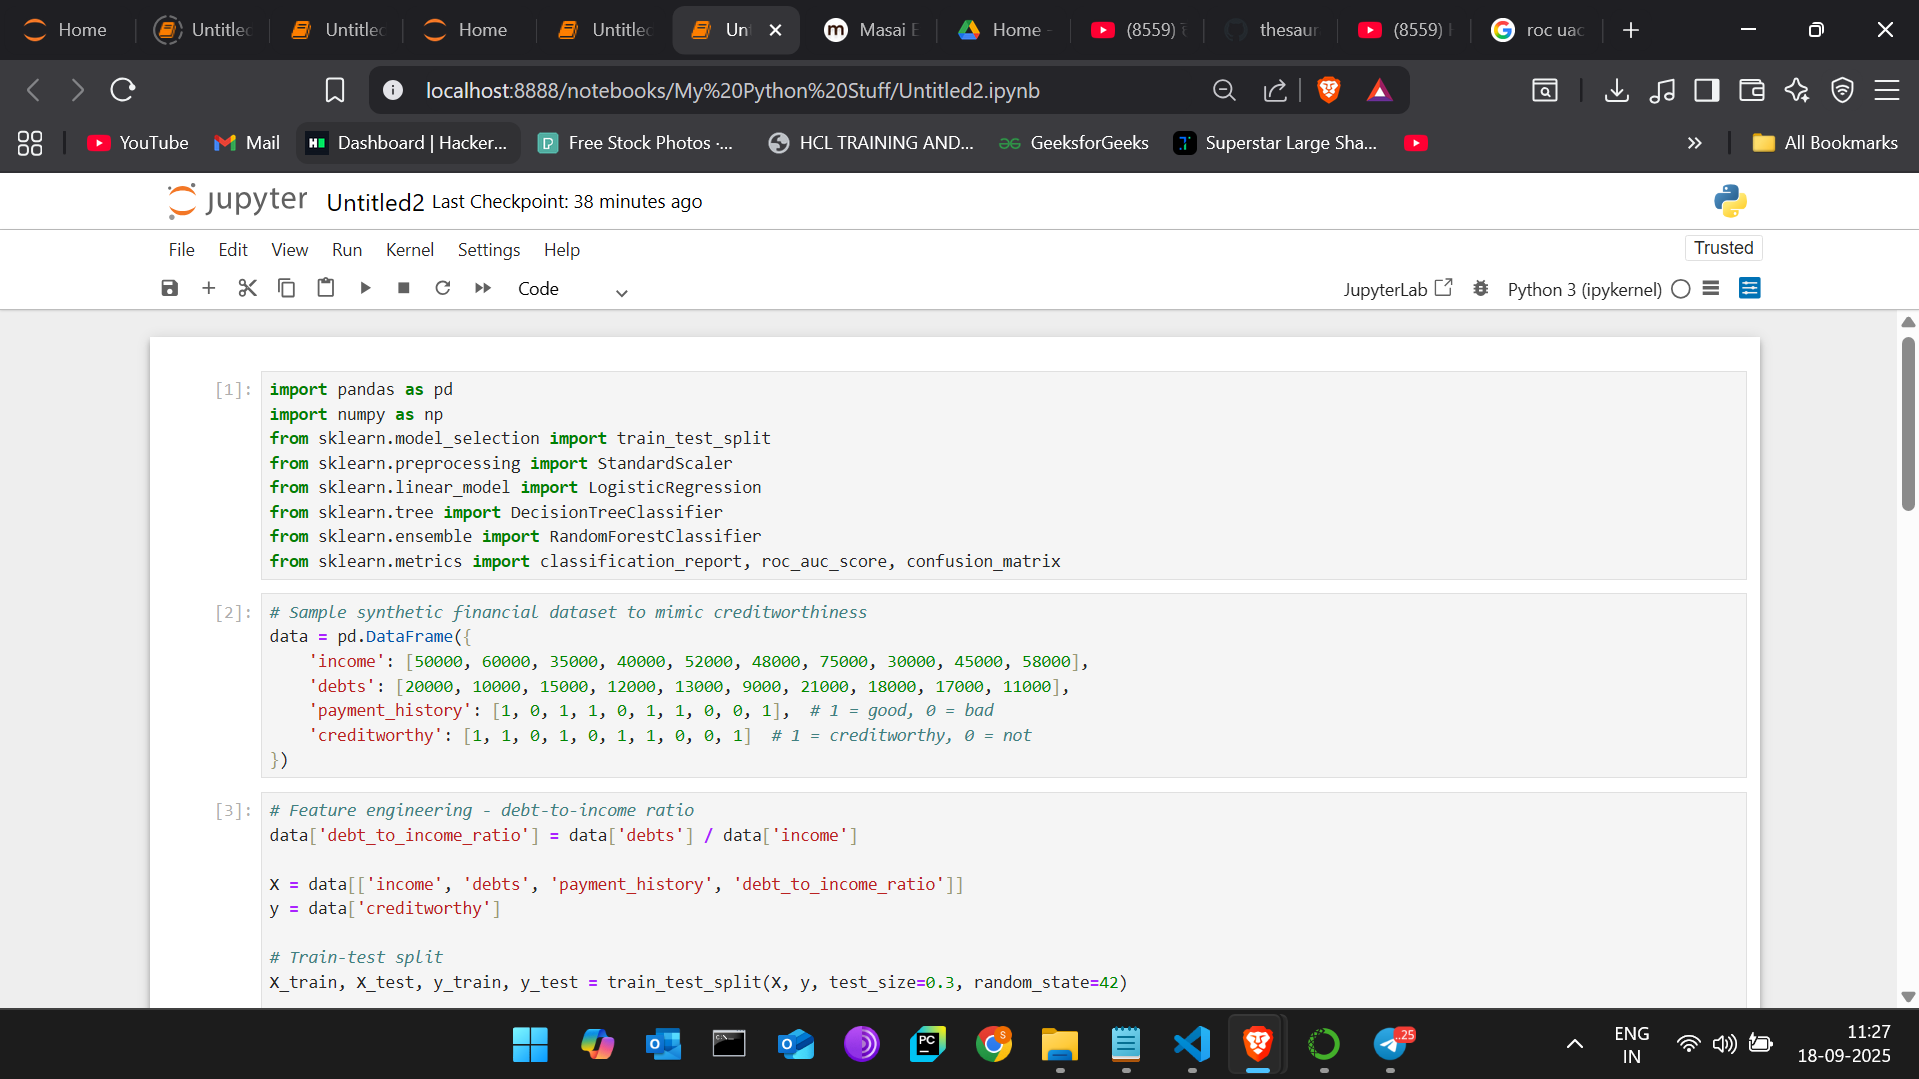 Home
Untitled
Untitled
Home
Untitled
Unt
Masai E
Home -
(8559)
thesaur
(8559)
roc uac
localhost:8888/notebooks/My%20Python%20Stuff/Untitled2.ipynb
YouTube
Mail
Dashboard | Hacker...
Free Stock Photos ·...
HCL TRAINING AND...
GeeksforGeeks
Superstar Large Sha...
»
All Bookmarks
jupyter Untitled2 Last Checkpoint: 38 minutes ago
File Edit View Run Kernel Settings Help
Trusted
Code
JupyterLab
Python 3 (ipykernel)
[1]:
import pandas as pd
import numpy as np
from sklearn.model_selection import train_test_split
from sklearn.preprocessing import StandardScaler
from sklearn.linear_model import LogisticRegression
from sklearn.tree import DecisionTreeClassifier
from sklearn.ensemble import RandomForestClassifier
from sklearn.metrics import classification_report, roc_auc_score, confusion_matrix
[2]:
# Sample synthetic financial dataset to mimic creditworthiness
data = pd.DataFrame({
    'income': [50000, 60000, 35000, 40000, 52000, 48000, 75000, 30000, 45000, 58000],
    'debts': [20000, 10000, 15000, 12000, 13000, 9000, 21000, 18000, 17000, 11000],
    'payment_history': [1, 0, 1, 1, 0, 1, 1, 0, 0, 1],  # 1 = good, 0 = bad
    'creditworthy': [1, 1, 0, 1, 0, 1, 1, 0, 0, 1]  # 1 = creditworthy, 0 = not
})
[3]:
# Feature engineering - debt-to-income ratio
data['debt_to_income_ratio'] = data['debts'] / data['income']
X = data[['income', 'debts', 'payment_history', 'debt_to_income_ratio']]
y = data['creditworthy']
# Train-test split
X_train, X_test, y_train, y_test = train_test_split(X, y, test_size=0.3, random_state=42)
ENG
IN
11:27
18-09-2025